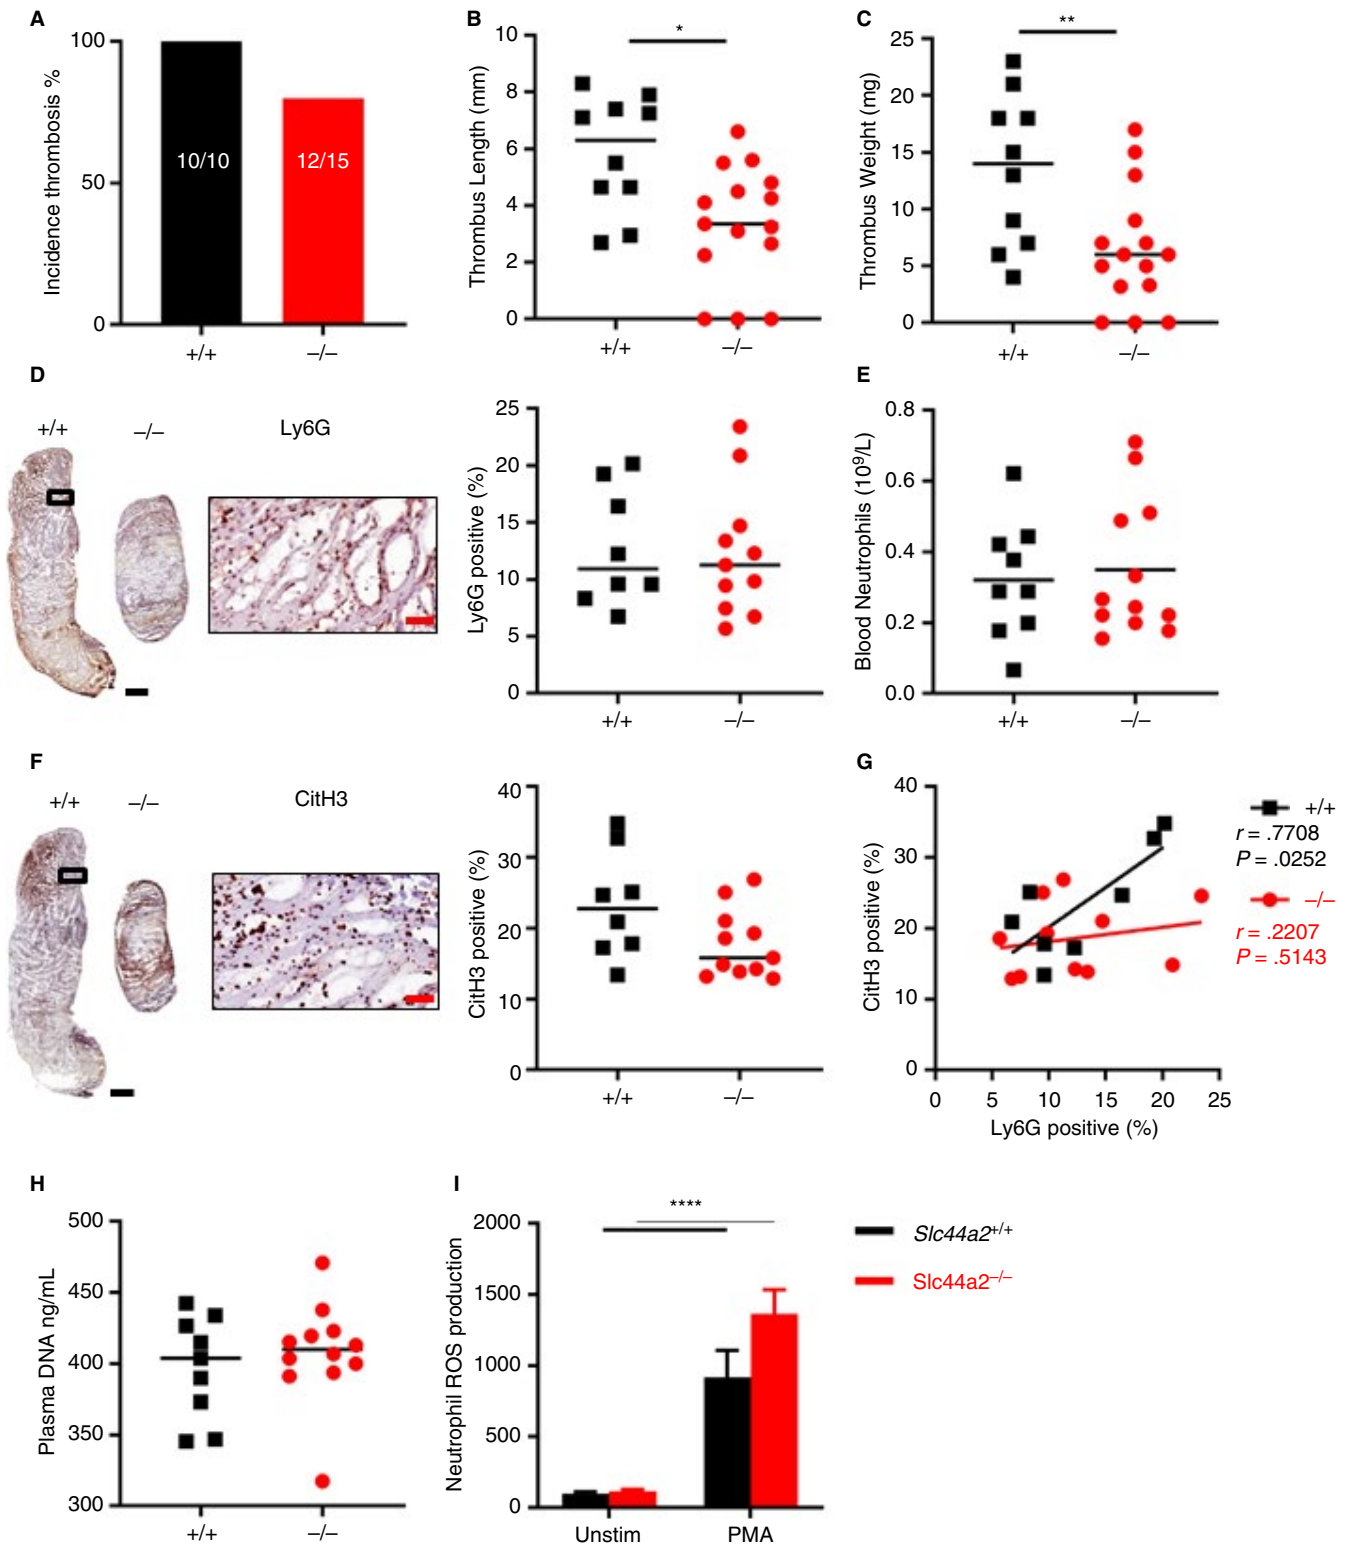 A
Incidence thrombosis %
100
50
0
10/10
12/15
+/+
–/–
B
Thrombus Length (mm)
10
8
6
4
2
0
*
+/+
–/–
C
Thrombus Weight (mg)
25
20
15
10
5
0
**
+/+
–/–
D
+/+
–/–
Ly6G
Ly6G positive (%)
25
20
15
10
5
0
+/+
–/–
E
Blood Neutrophils (10⁹/L)
0.8
0.6
0.4
0.2
0.0
+/+
–/–
F
+/+
–/–
CitH3
CitH3 positive (%)
40
30
20
10
0
+/+
–/–
G
CitH3 positive (%)
40
30
20
10
0
0 5 10 15 20 25
Ly6G positive (%)
+/+
r = .7708
P = .0252
–/–
r = .2207
P = .5143
H
Plasma DNA ng/mL
500
450
400
350
300
+/+
–/–
I
Neutrophil ROS production
2000
1500
1000
500
0
****
Unstim PMA
Slc44a2⁺/⁺
Slc44a2⁻/⁻